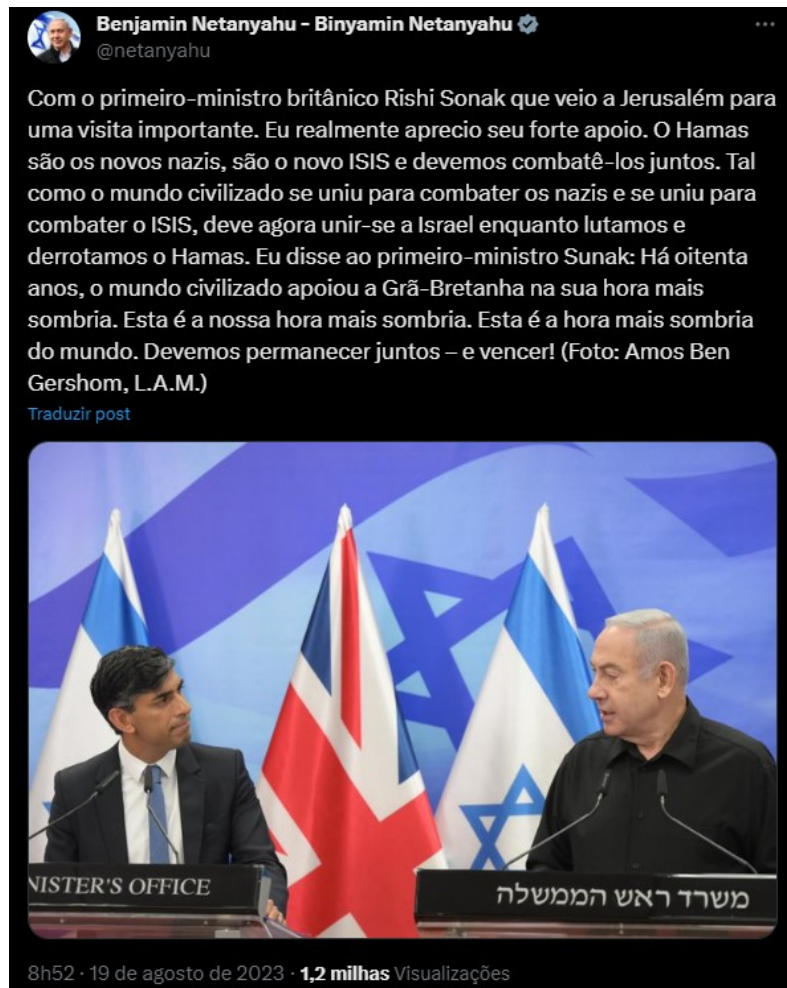 Benjamin Netanyahu - Binyamin Netanyahu
@netanyahu
Com o primeiro-ministro britânico Rishi Sonak que veio a Jerusalém para
uma visita importante. Eu realmente aprecio seu forte apoio. O Hamas
são os novos nazis, são o novo ISIS e devemos combatê-los juntos. Tal
como o mundo civilizado se uniu para combater os nazis e se uniu para
combater o ISIS, deve agora unir-se a Israel enquanto lutamos e
derrotamos o Hamas. Eu disse ao primeiro-ministro Sunak: Há oitenta
anos, o mundo civilizado apoiou a Grã-Bretanha na sua hora mais
sombria. Esta é a nossa hora mais sombria. Esta é a hora mais sombria
do mundo. Devemos permanecer juntos – e vencer! (Foto: Amos Ben
Gershom, L.A.M.)
Traduzir post
NISTER'S OFFICE
משרד ראש הממשלה
8h52 · 19 de agosto de 2023 · 1,2 milhas Visualizações